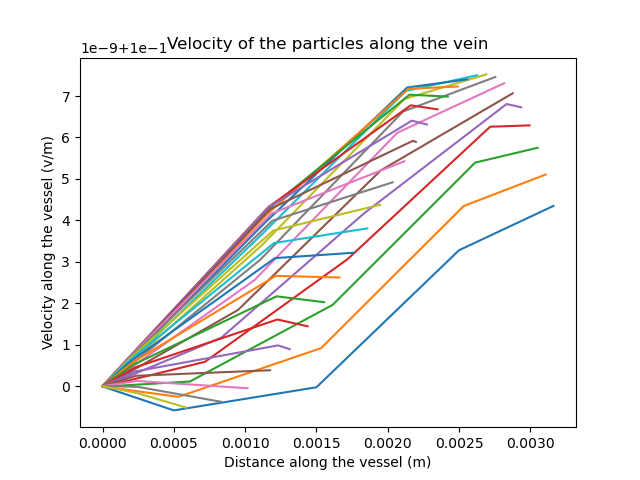 Velocity of the particles along the vein
1e−9+1e−1
7
6
5
4
3
2
1
0
Velocity along the vessel (v/m)
0.0000 0.0005 0.0010 0.0015 0.0020 0.0025 0.0030
Distance along the vessel (m)